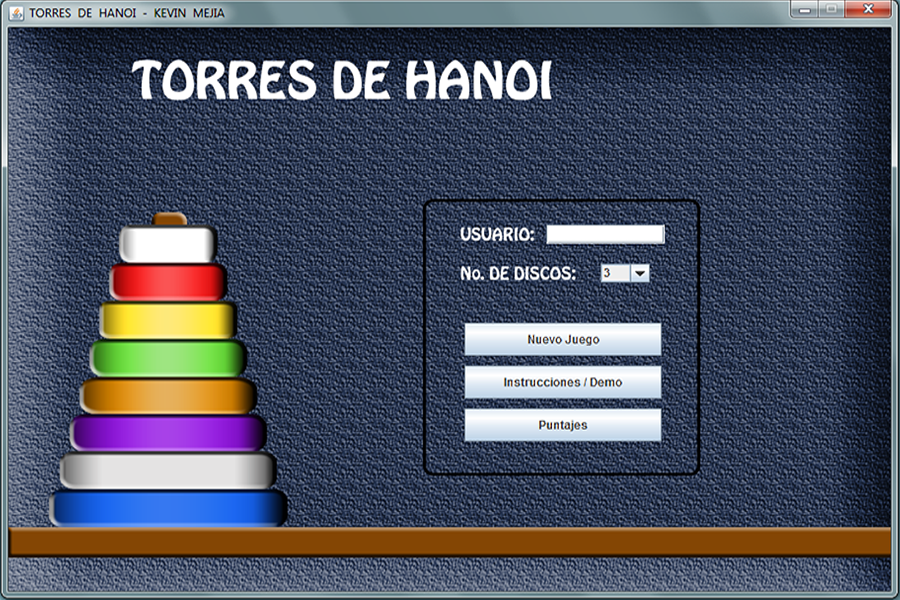 TORRES DE HANOI - KEVIN MEJIA
TORRES DE HANOI
USUARIO:
No. DE DISCOS: 3
Nuevo Juego
Instrucciones / Demo
Puntajes